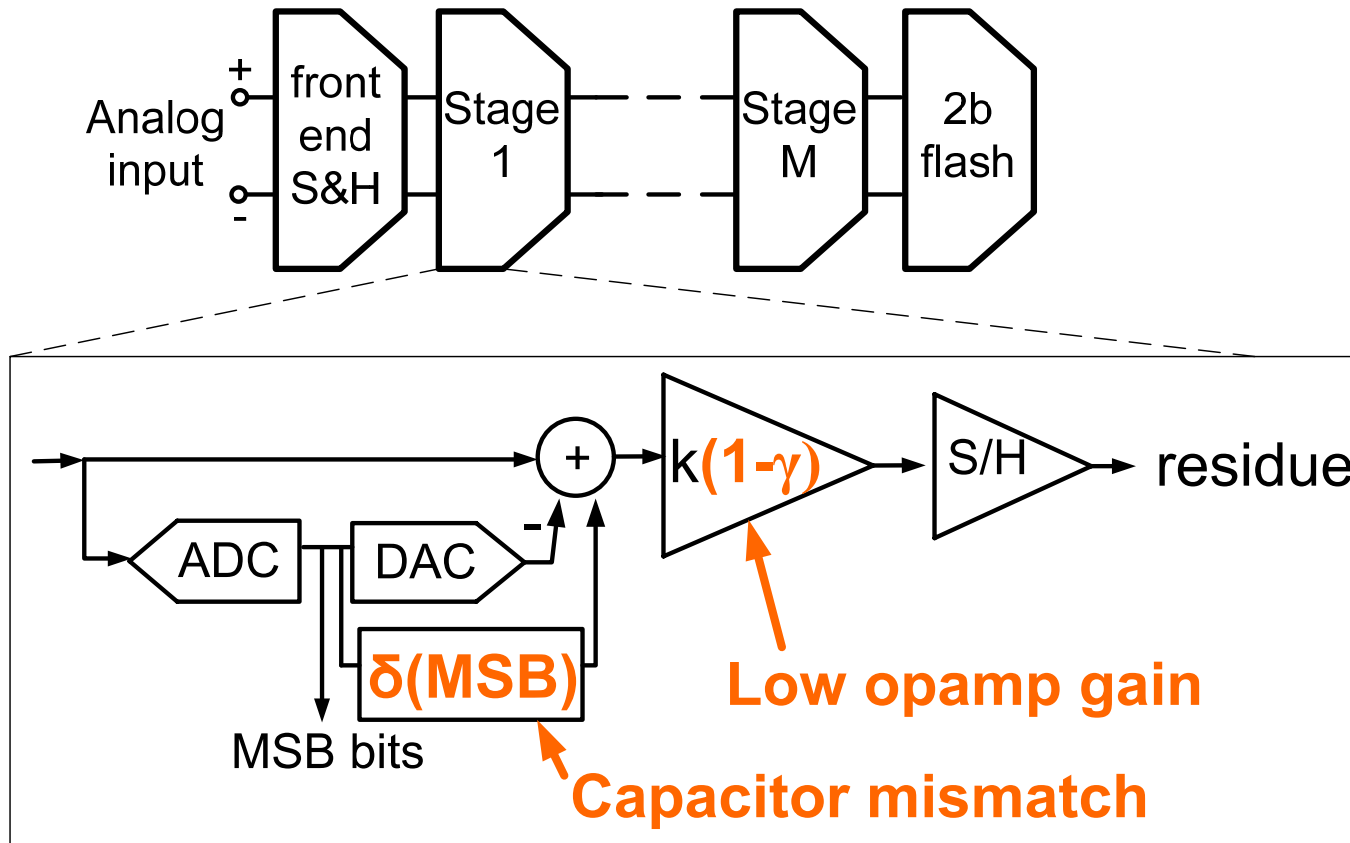 +
Analog
input
-
front
end
S&H
Stage
1
Stage
M
2b
flash
+
k(1-γ)
S/H
residue
-
ADC
DAC
δ(MSB)
MSB bits
Low opamp gain
Capacitor mismatch